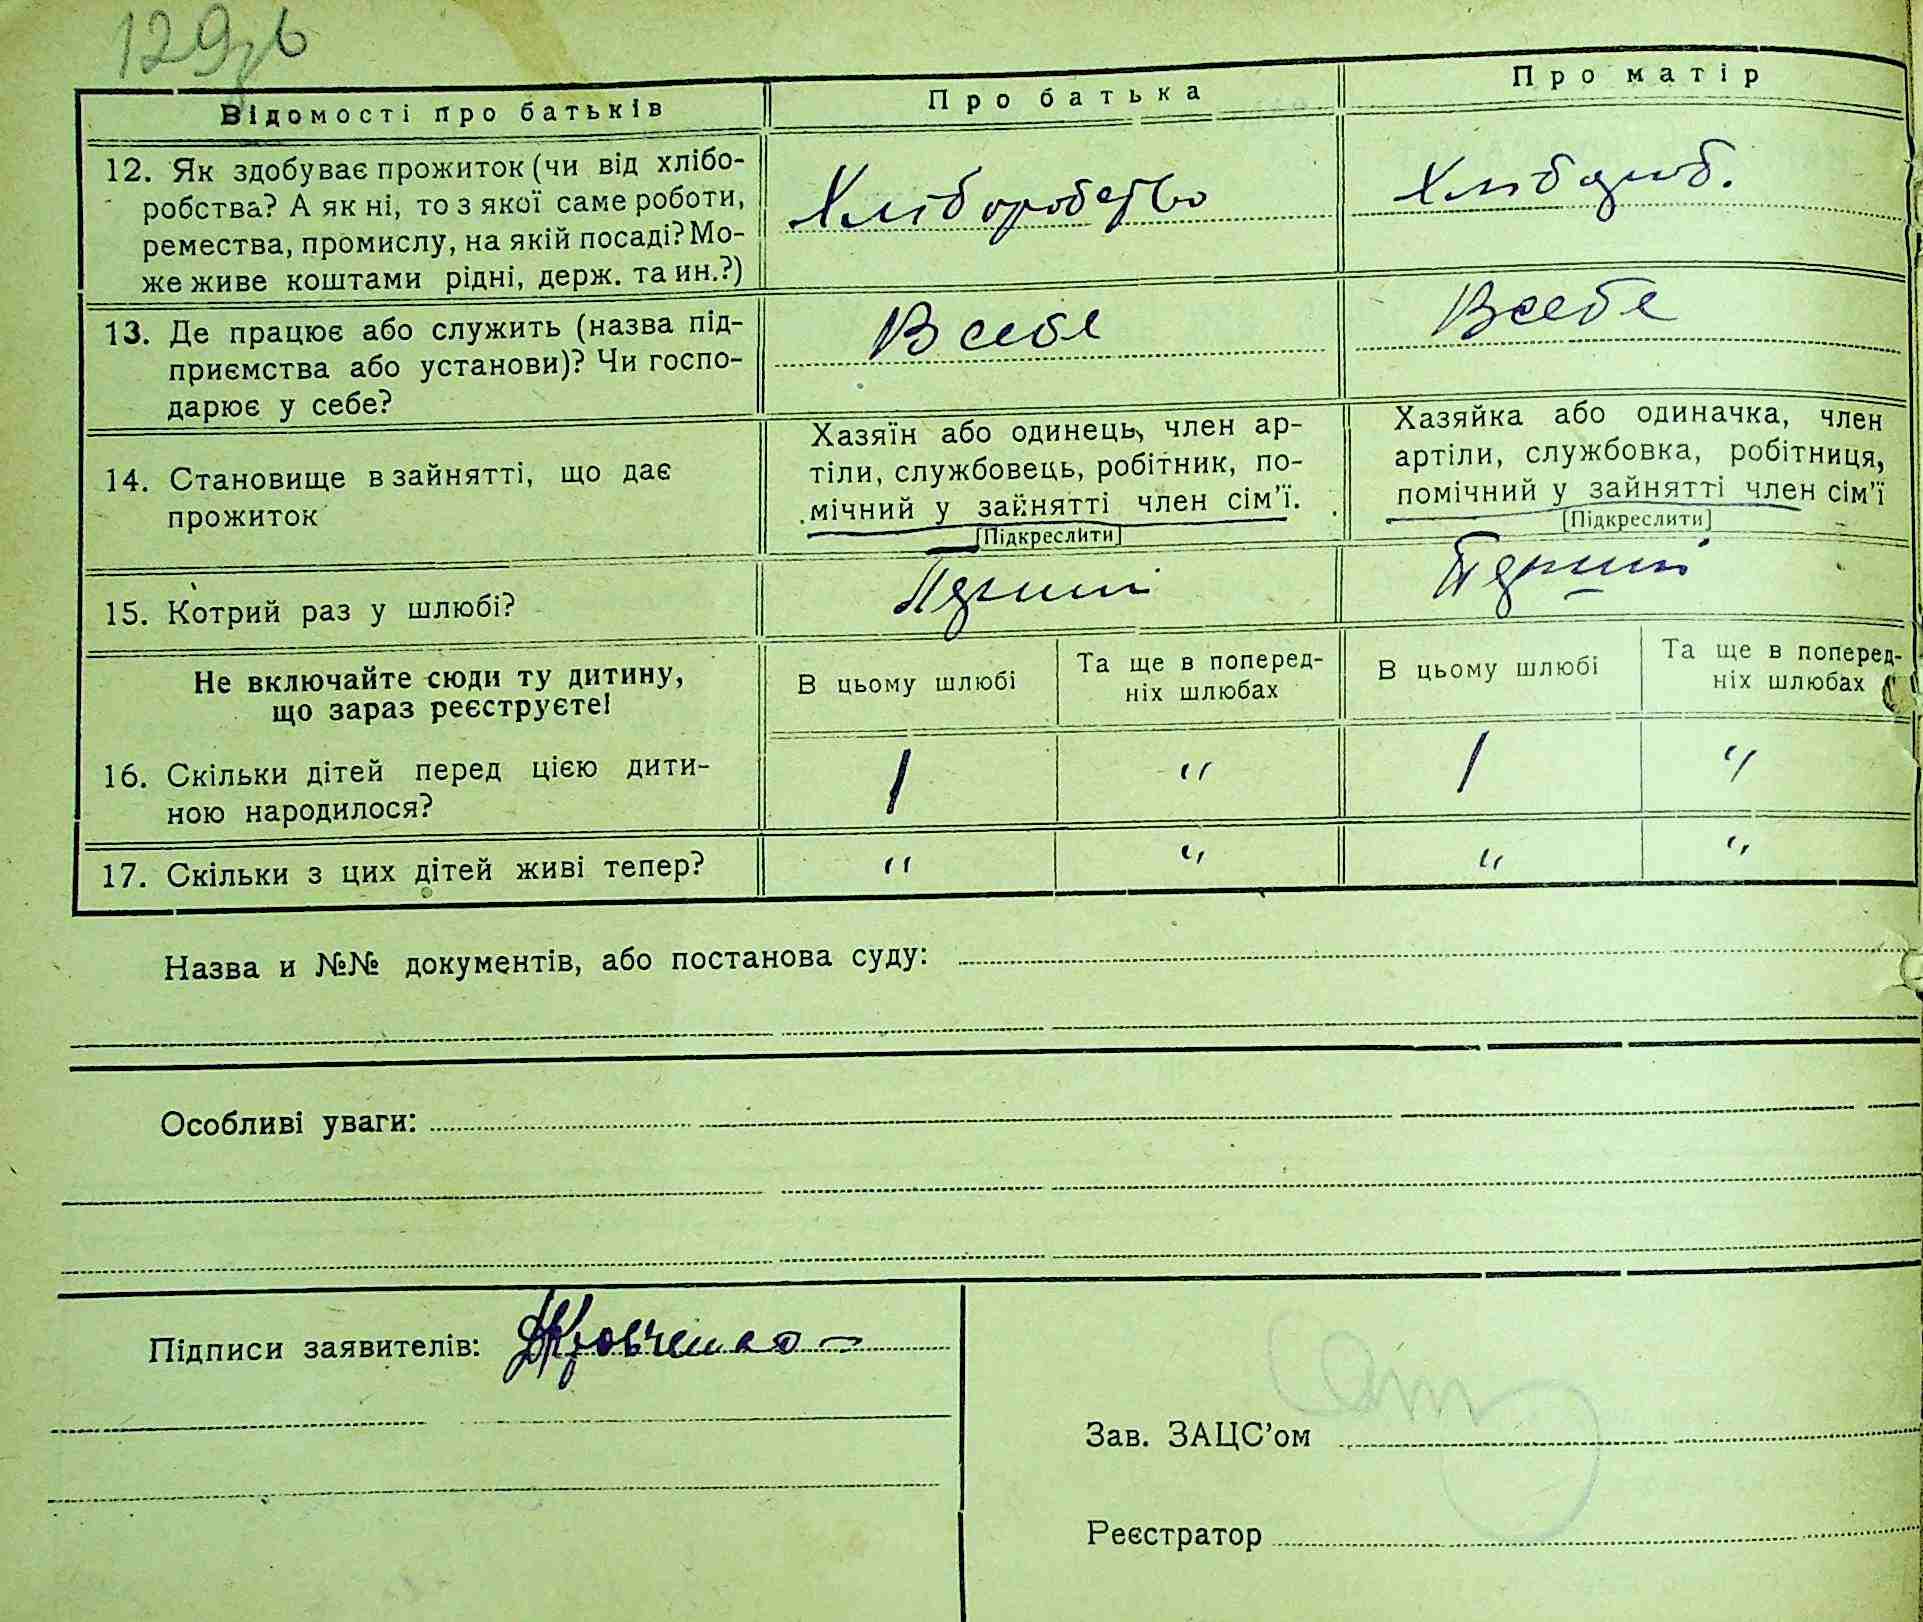 129зв
Відомості про батьків
Про батька
Про матір
12. Як здобуває прожиток (чи від хлібо-
робства? А як ні, то з якої саме роботи,
ремества, промислу, на якій посаді? Мо-
же живе коштами рідні, держ. та ин.?)
Хліборобство
Хлібороб.
13. Де працює або служить (назва під-
приємства або установи)? Чи госпо-
дарює у себе?
В себе
В себе
14. Становище в зайнятті, що дає
прожиток
Хазяїн або одинець, член ар-
тіли, службовець, робітник, по-
мічний у зайнятті член сім'ї.
[Підкреслити]
Хазяйка або одиначка, член
артіли, службовка, робітниця,
помічний у зайнятті член сім'ї
[Підкреслити]
15. Котрий раз у шлюбі?
Не включайте сюди ту дитину,
що зараз реєструєте!
В цьому шлюбі
Та ще в поперед-
ніх шлюбах
В цьому шлюбі
Та ще в поперед-
ніх шлюбах
16. Скільки дітей перед цією дити-
ною народилося?
1 " 1 "
17. Скільки з цих дітей живі тепер?
" " " "
Назва и №№ документів, або постанова суду:
Особливі уваги:
Підписи заявителів:
Зав. ЗАЦС'ом
Реєстратор